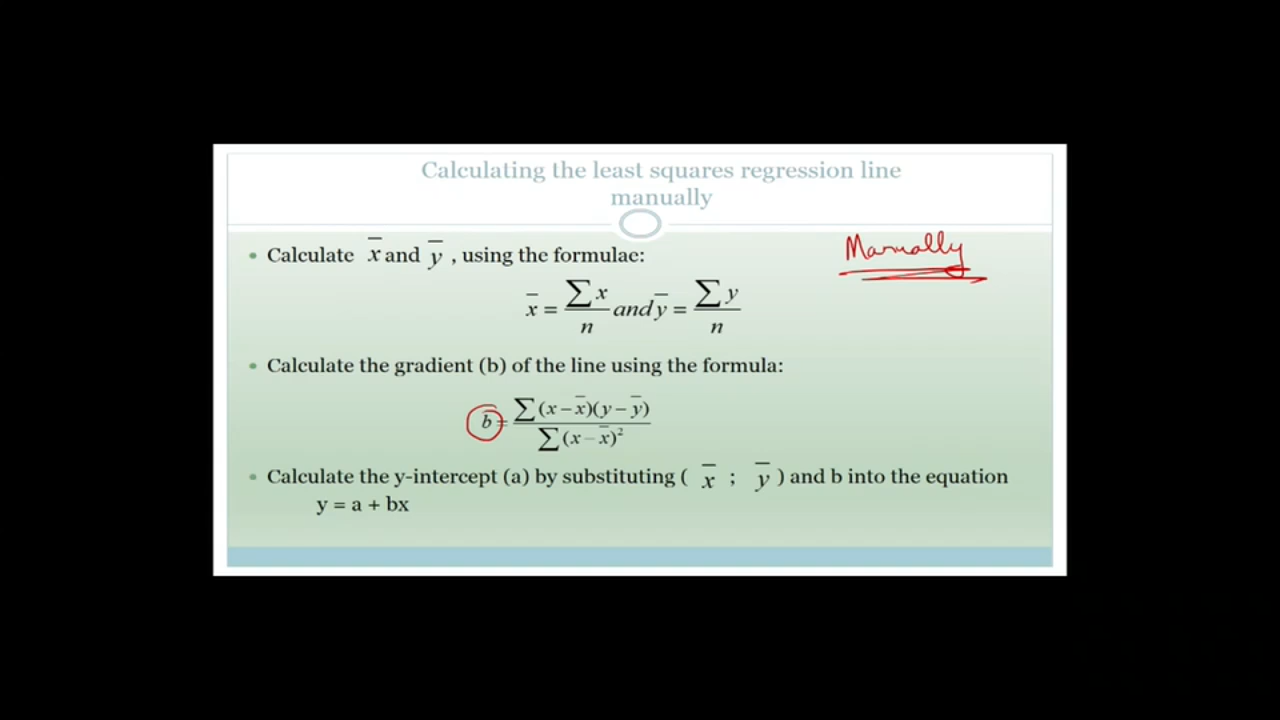 Calculating the least squares regression line
manually
Manually
• Calculate x̄ and ȳ , using the formulae:
x̄ = ∑x / n and ȳ = ∑y / n
• Calculate the gradient (b) of the line using the formula:
b = ∑(x − x̄)(y − ȳ) / ∑(x − x̄)²
• Calculate the y-intercept (a) by substituting ( x̄ ; ȳ ) and b into the equation
y = a + bx